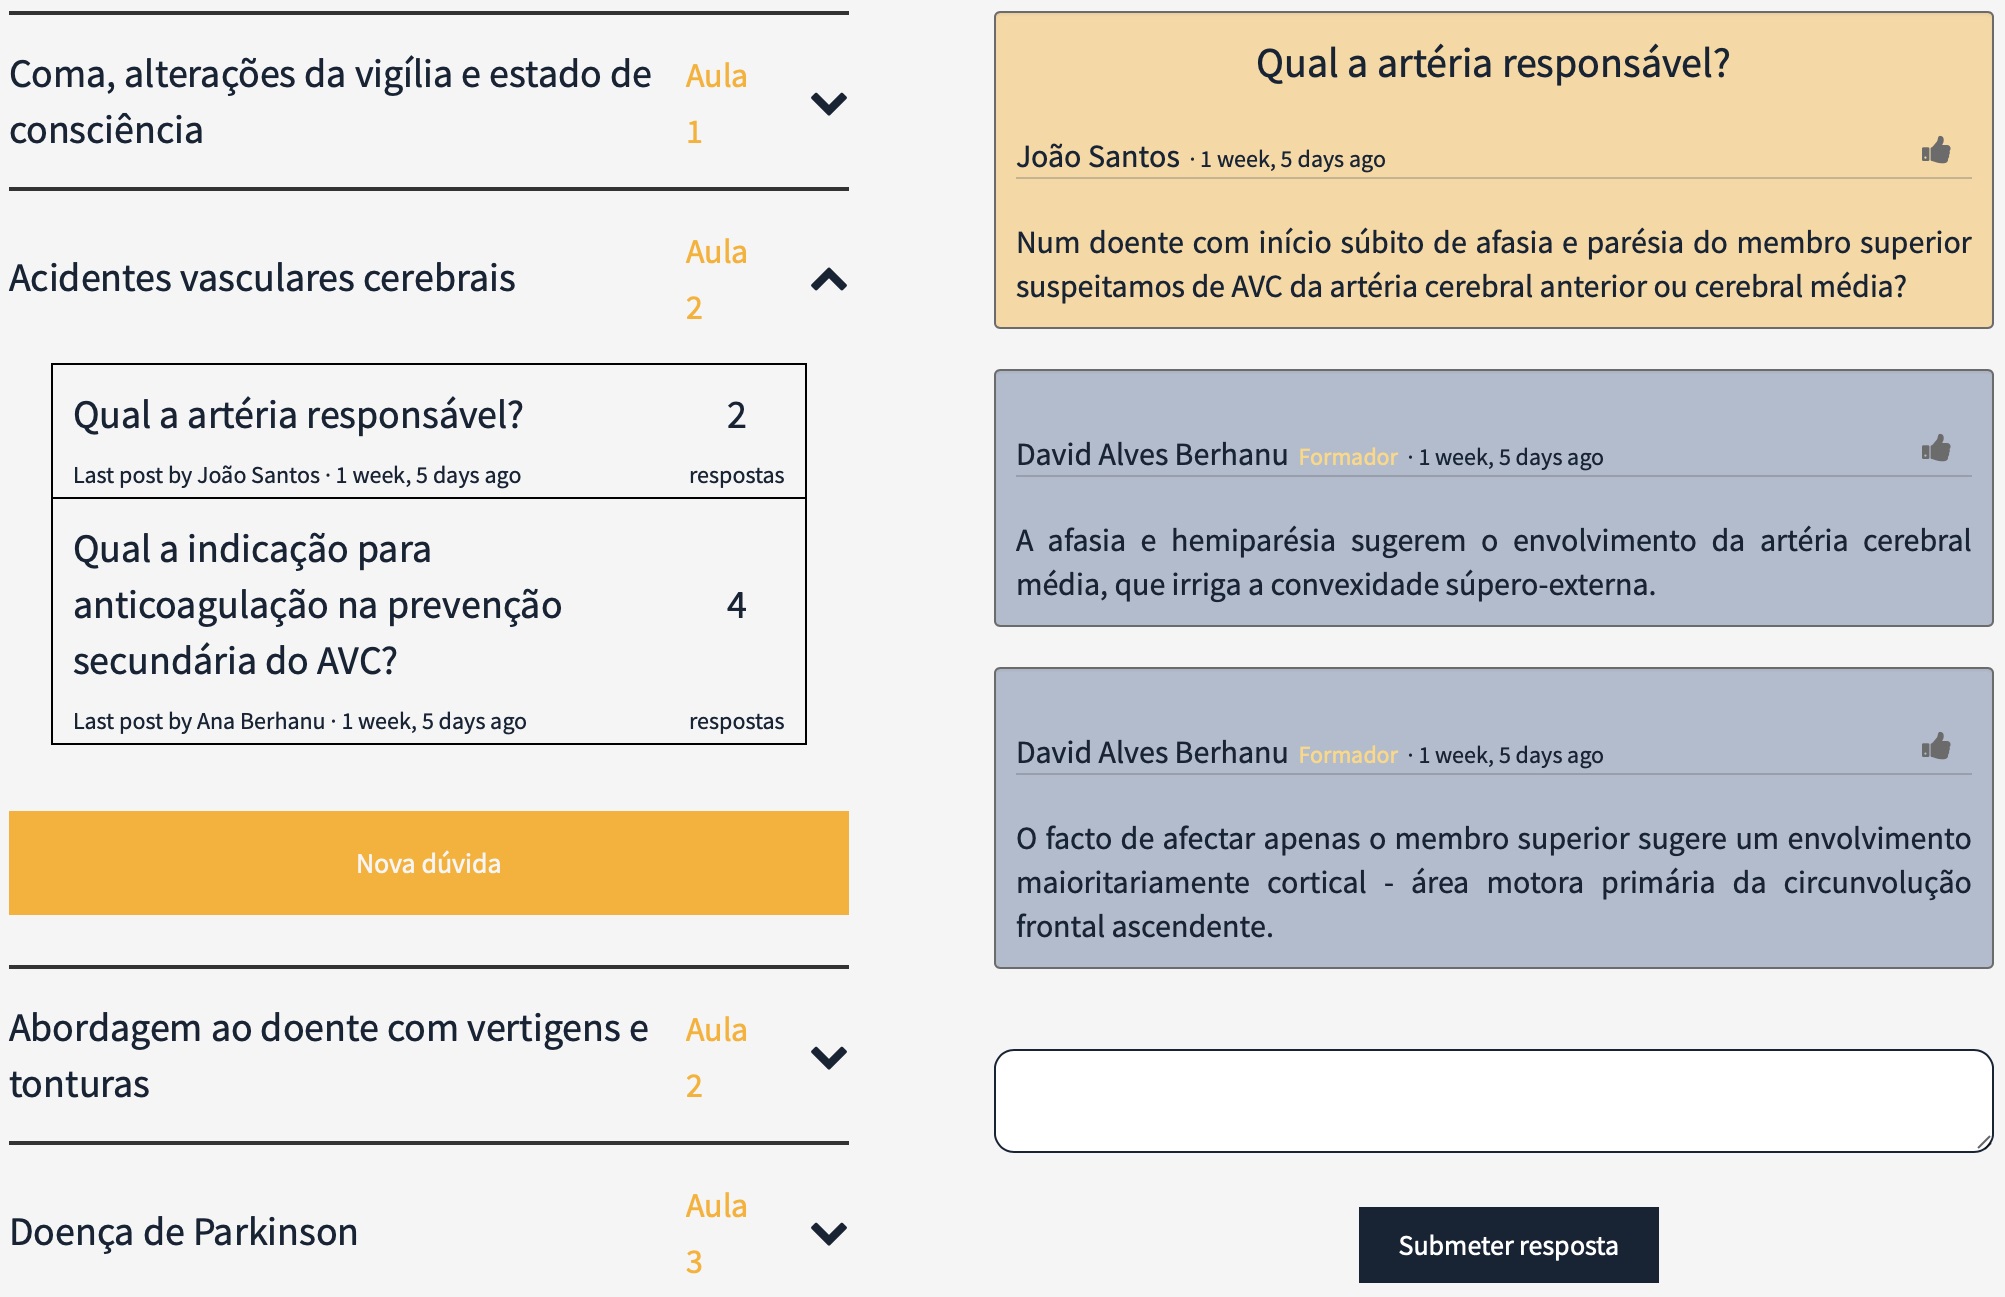 Coma, alterações da vigília e estado de
consciência
Aula
1
Acidentes vasculares cerebrais
Aula
2
Qual a artéria responsável?
2
Last post by João Santos · 1 week, 5 days ago
respostas
Qual a indicação para
anticoagulação na prevenção
secundária do AVC?
4
Last post by Ana Berhanu · 1 week, 5 days ago
respostas
Nova dúvida
Abordagem ao doente com vertigens e
tonturas
Aula
2
Doença de Parkinson
Aula
3
Qual a artéria responsável?
João Santos · 1 week, 5 days ago
Num doente com início súbito de afasia e parésia do membro superior
suspeitamos de AVC da artéria cerebral anterior ou cerebral média?
David Alves Berhanu Formador · 1 week, 5 days ago
A afasia e hemiparésia sugerem o envolvimento da artéria cerebral
média, que irriga a convexidade súpero-externa.
David Alves Berhanu Formador · 1 week, 5 days ago
O facto de afectar apenas o membro superior sugere um envolvimento
maioritariamente cortical - área motora primária da circunvolução
frontal ascendente.
Submeter resposta